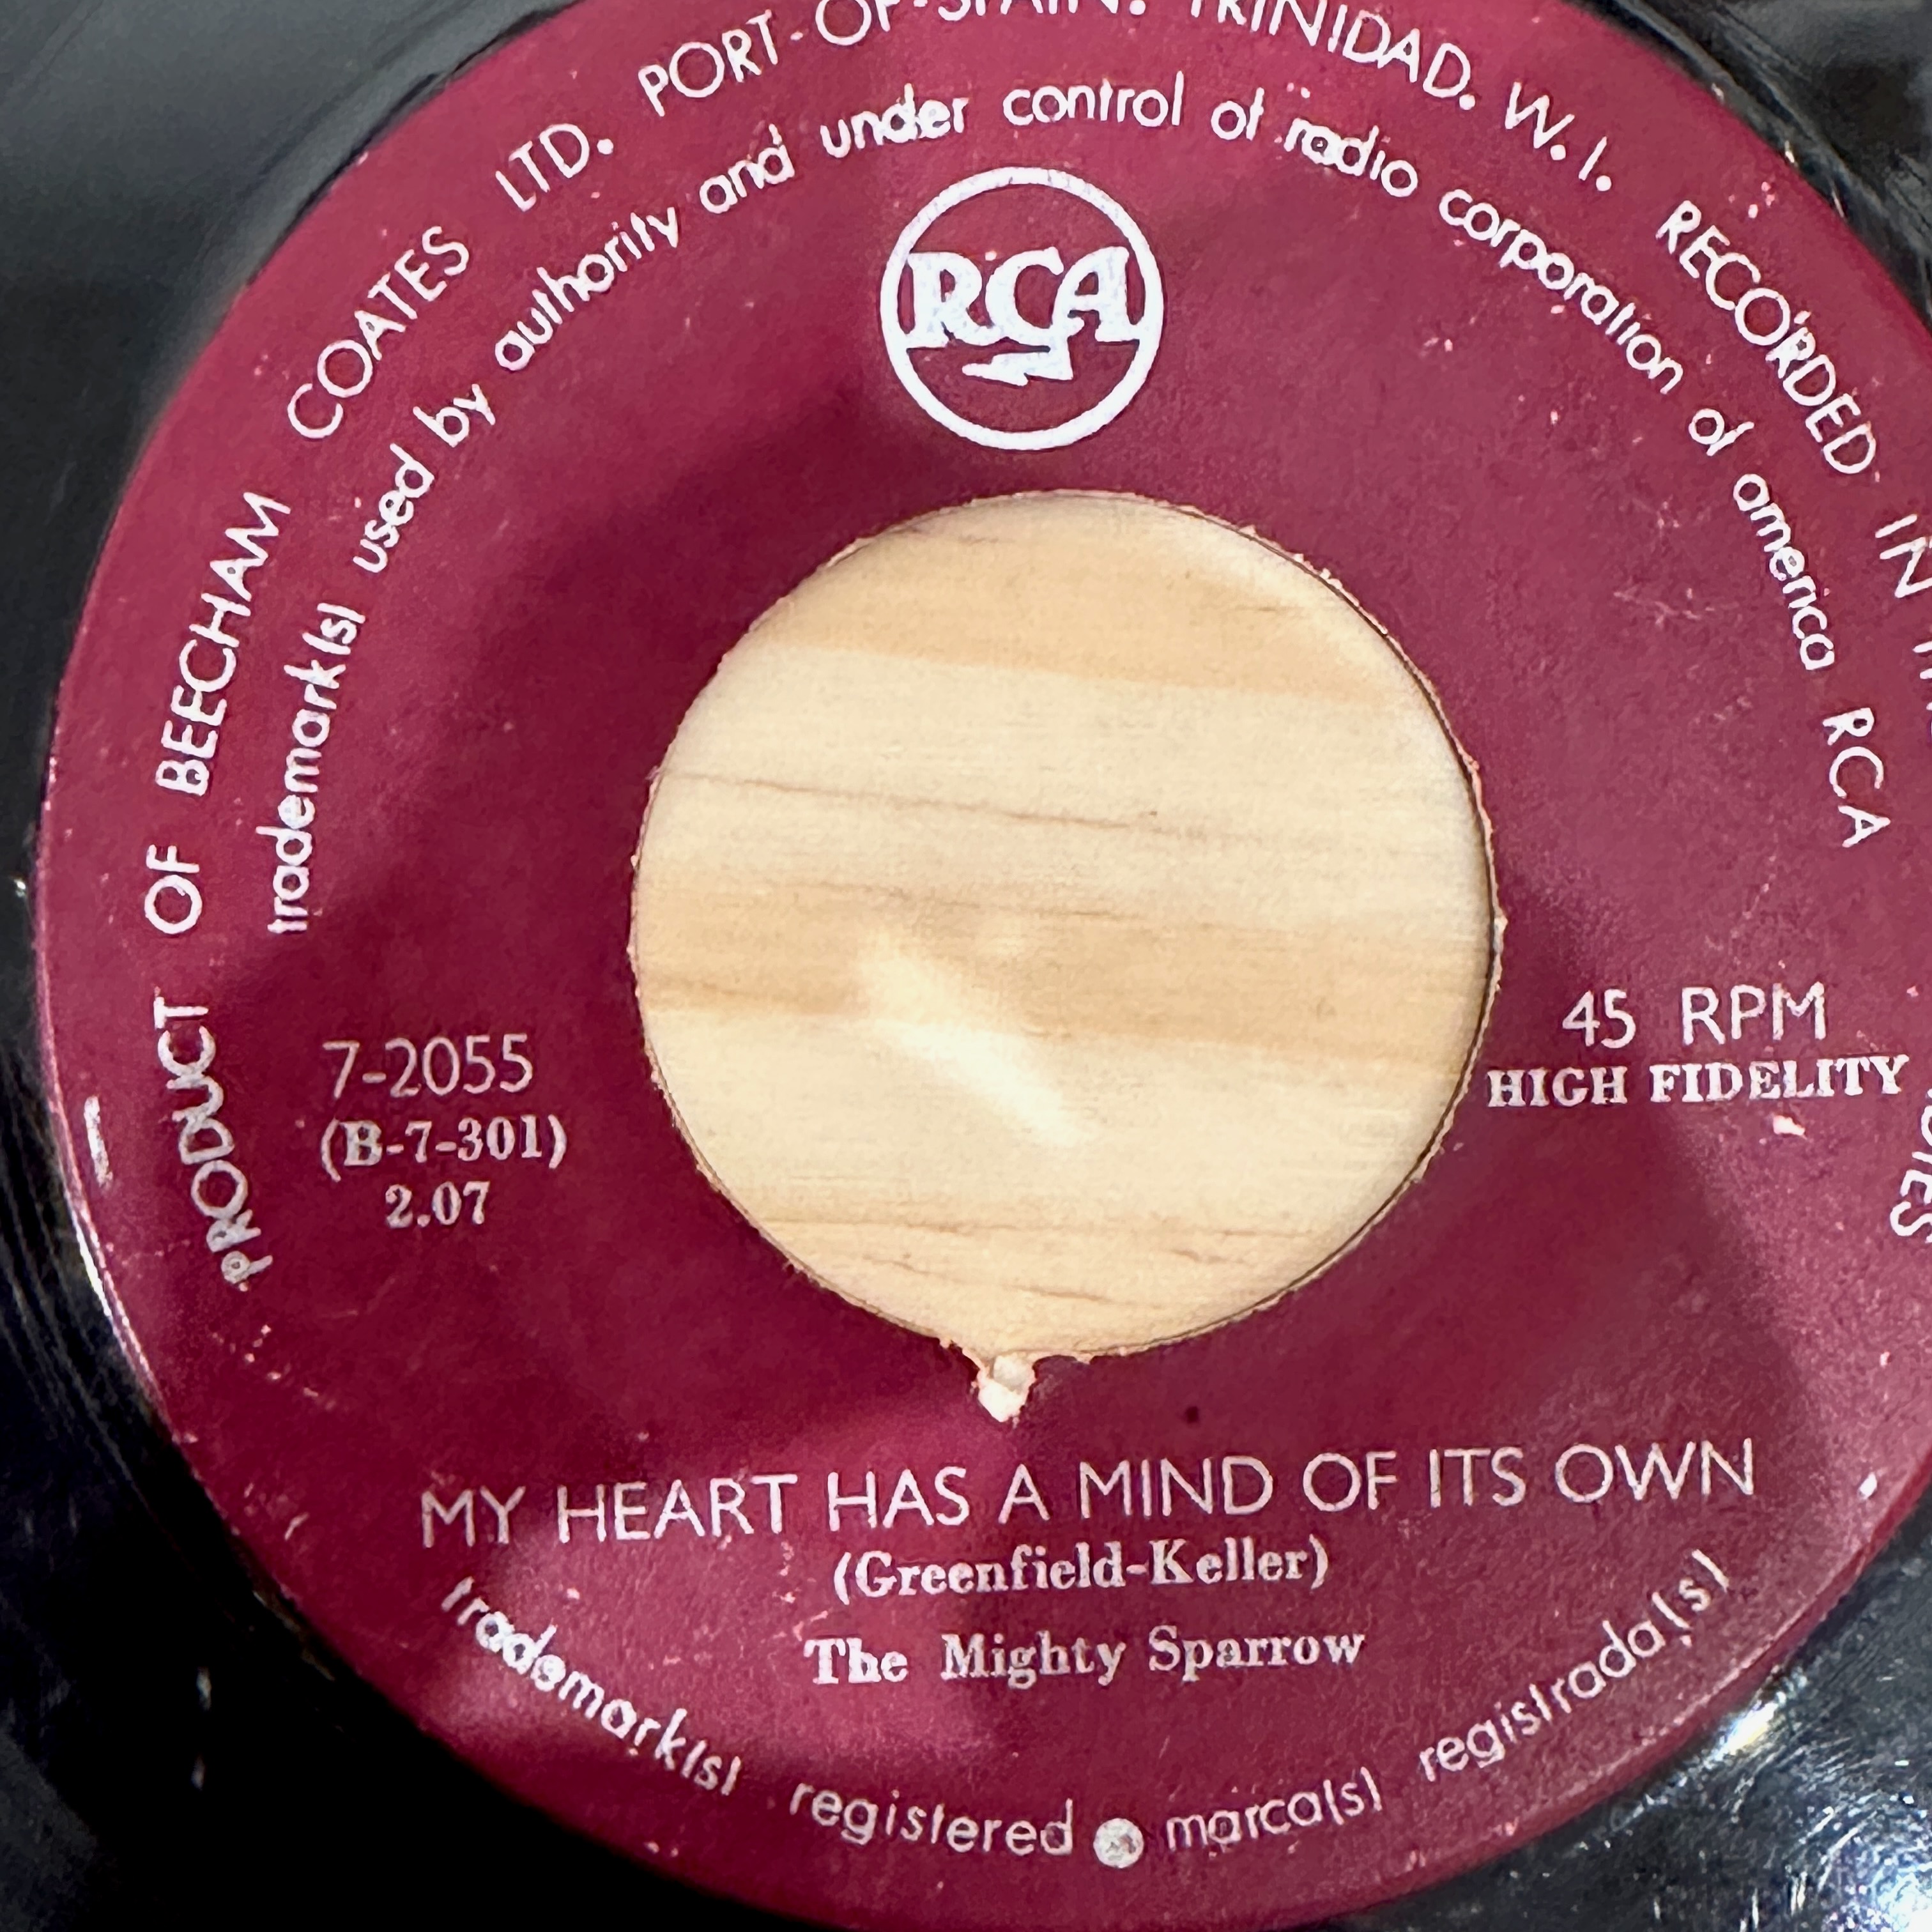 PRODUCT OF BEECHAM COATES LTD. PORT-OF-SPAIN. TRINIDAD. W.I. RECORDED IN
trademark(s) used by authority and under control of radio corporation of america RCA
RCA
7-2055
(B-7-301)
2.07
45 RPM
HIGH FIDELITY
MY HEART HAS A MIND OF ITS OWN
(Greenfield-Keller)
The Mighty Sparrow
trademark(s) registered ● marca(s) registrada(s)